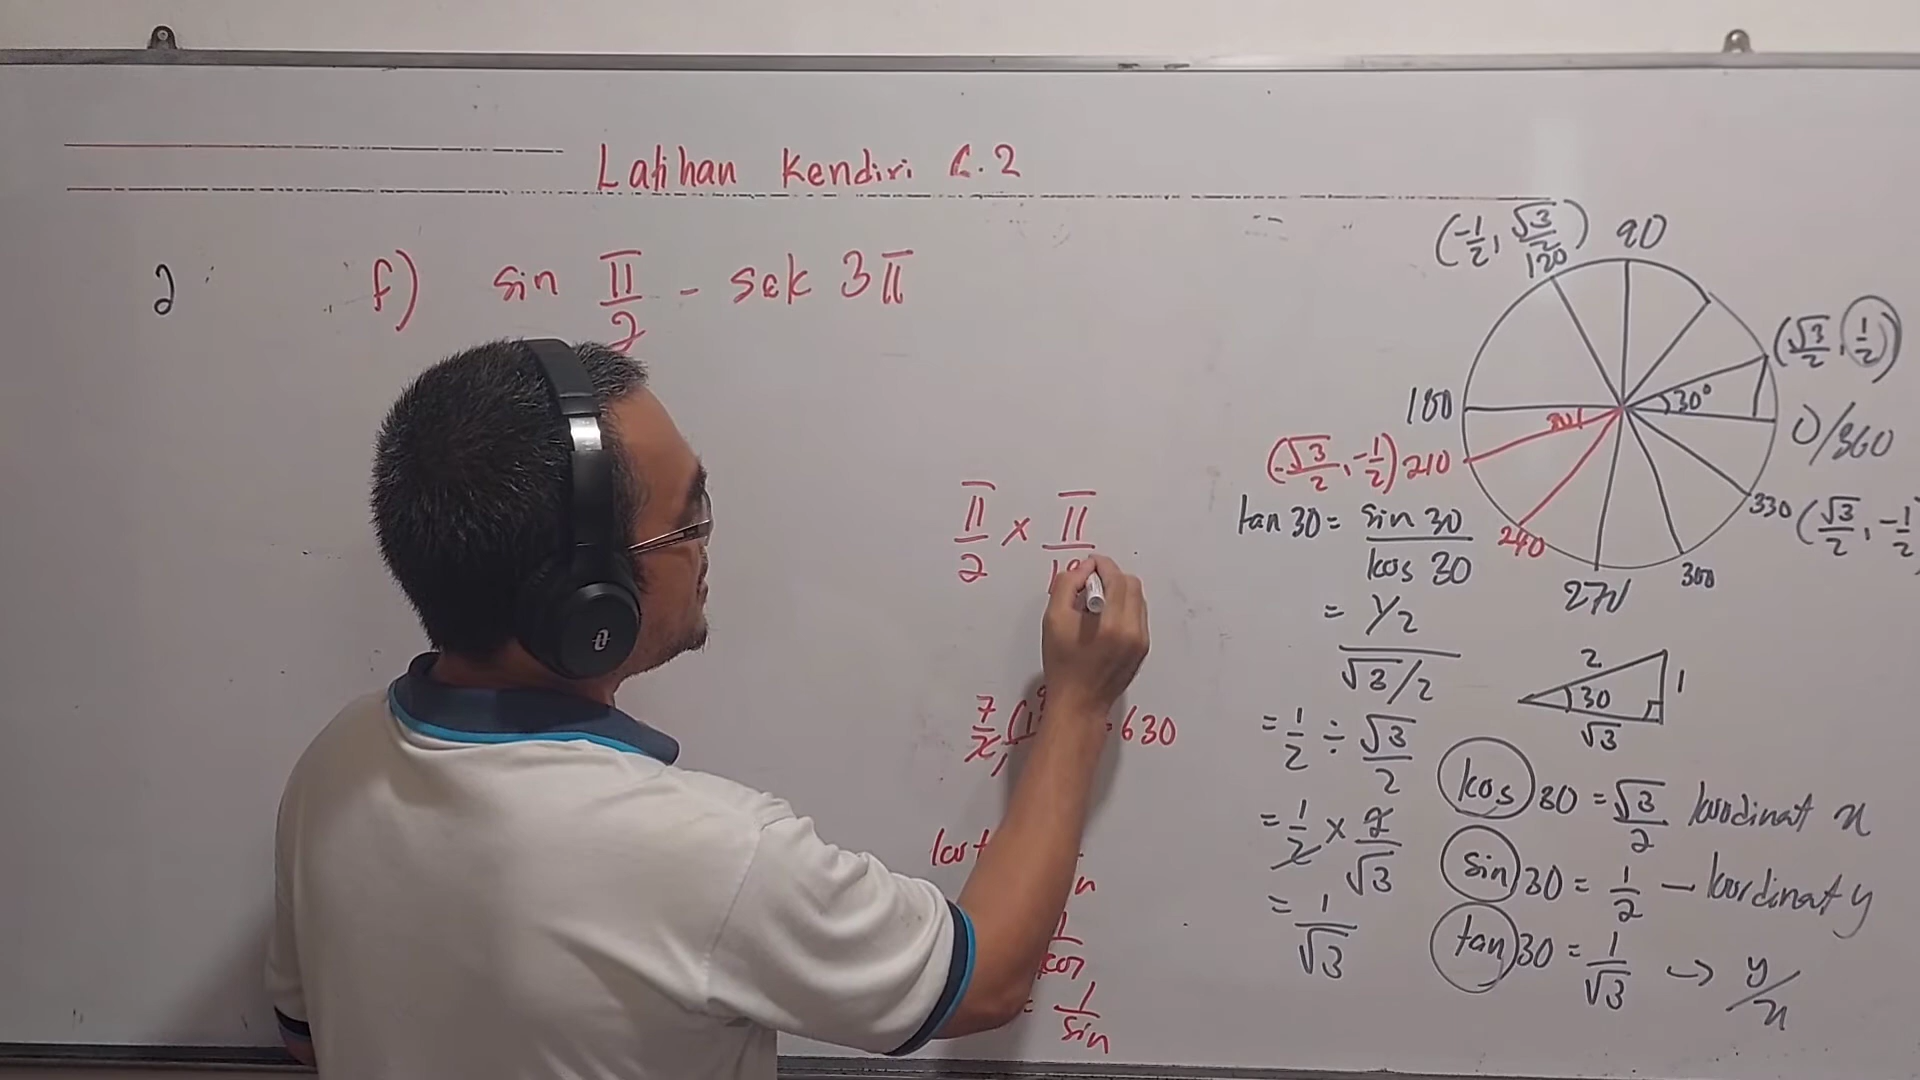 Latihan Kendiri 6.2
2 f) sin π/2 - sek 3π
π/2 × π/
7/2 = 630
1/kos
= 1/sin
(-1/2, √3/2) 90
120
(√3/2, 1/2)
30°
180
0/360
30
(-√3/2, -1/2) 210
330 (√3/2, -1/2
240
300
270
tan 30 = sin 30/kos 30
= 1/2 / √3/2
= 1/2 ÷ √3/2
= 1/2 × 2/√3
= 1/√3
2
30
1
√3
kos 30 = √3/2 koordinat x
sin 30 = 1/2 — koordinat y
tan 30 = 1/√3 → y/x